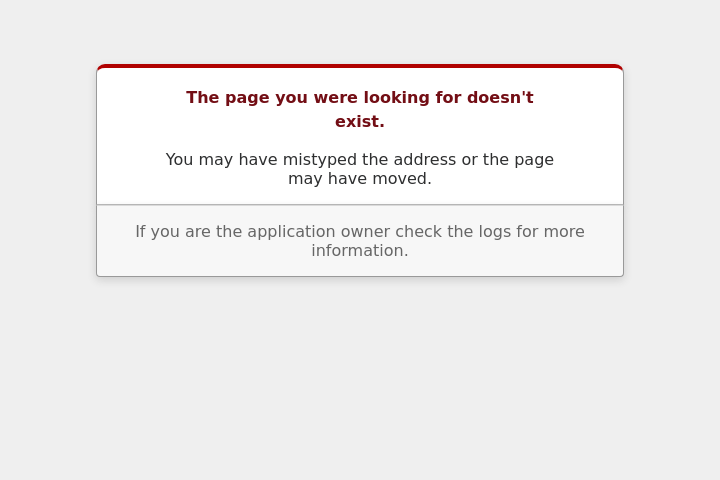 The page you were looking for doesn't
exist.
You may have mistyped the address or the page
may have moved.
If you are the application owner check the logs for more
information.